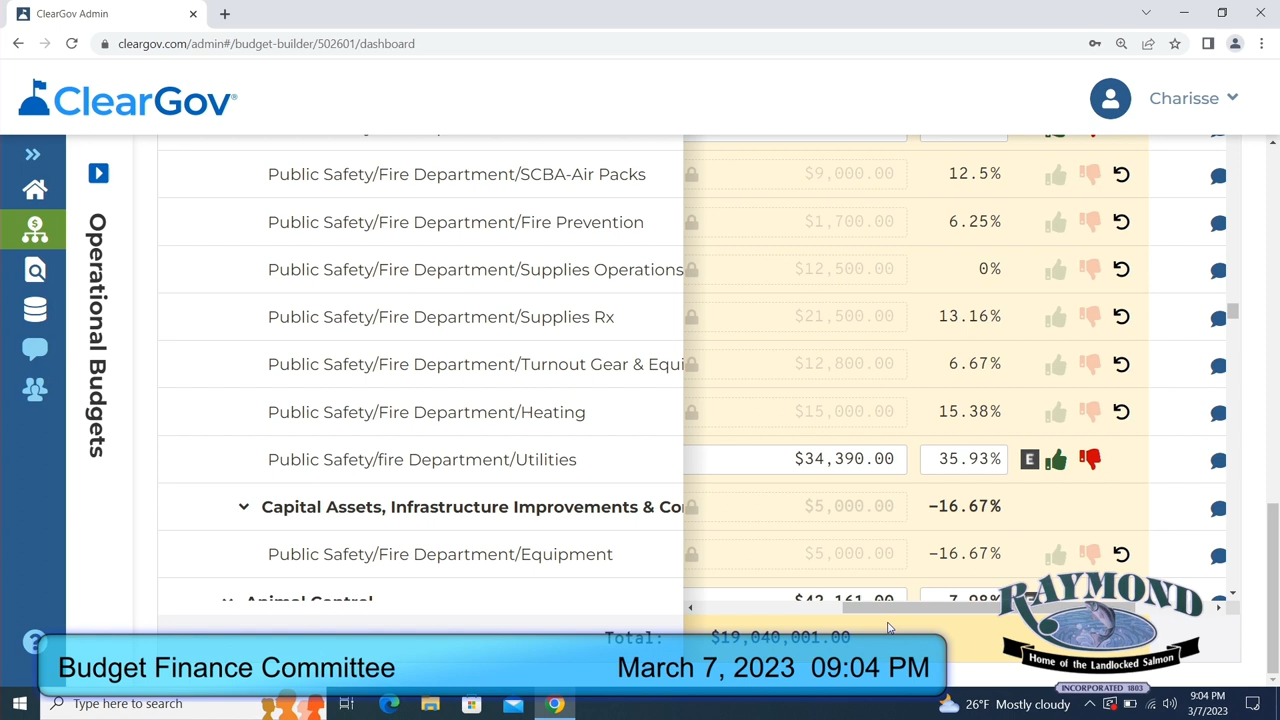 ClearGov Admin
cleargov.com/admin#/budget-builder/502601/dashboard
ClearGov®
Charisse
Operational Budgets
Public Safety/Fire Department/SCBA-Air Packs $9,000.00 12.5%
Public Safety/Fire Department/Fire Prevention $1,700.00 6.25%
Public Safety/Fire Department/Supplies Operations $12,500.00 0%
Public Safety/Fire Department/Supplies Rx $21,500.00 13.16%
Public Safety/Fire Department/Turnout Gear & Equi $12,800.00 6.67%
Public Safety/Fire Department/Heating $15,000.00 15.38%
Public Safety/fire Department/Utilities $34,390.00 35.93% E
Capital Assets, Infrastructure Improvements & Co $5,000.00 -16.67%
Public Safety/Fire Department/Equipment $5,000.00 -16.67%
Animal Control $42,161.00 7.98%
Total: $19,040,001.00
Budget Finance Committee March 7, 2023 09:04 PM
RAYMOND
Home of the Landlocked Salmon
INCORPORATED 1803
Type here to search
26°F Mostly cloudy
9:04 PM
3/7/2023